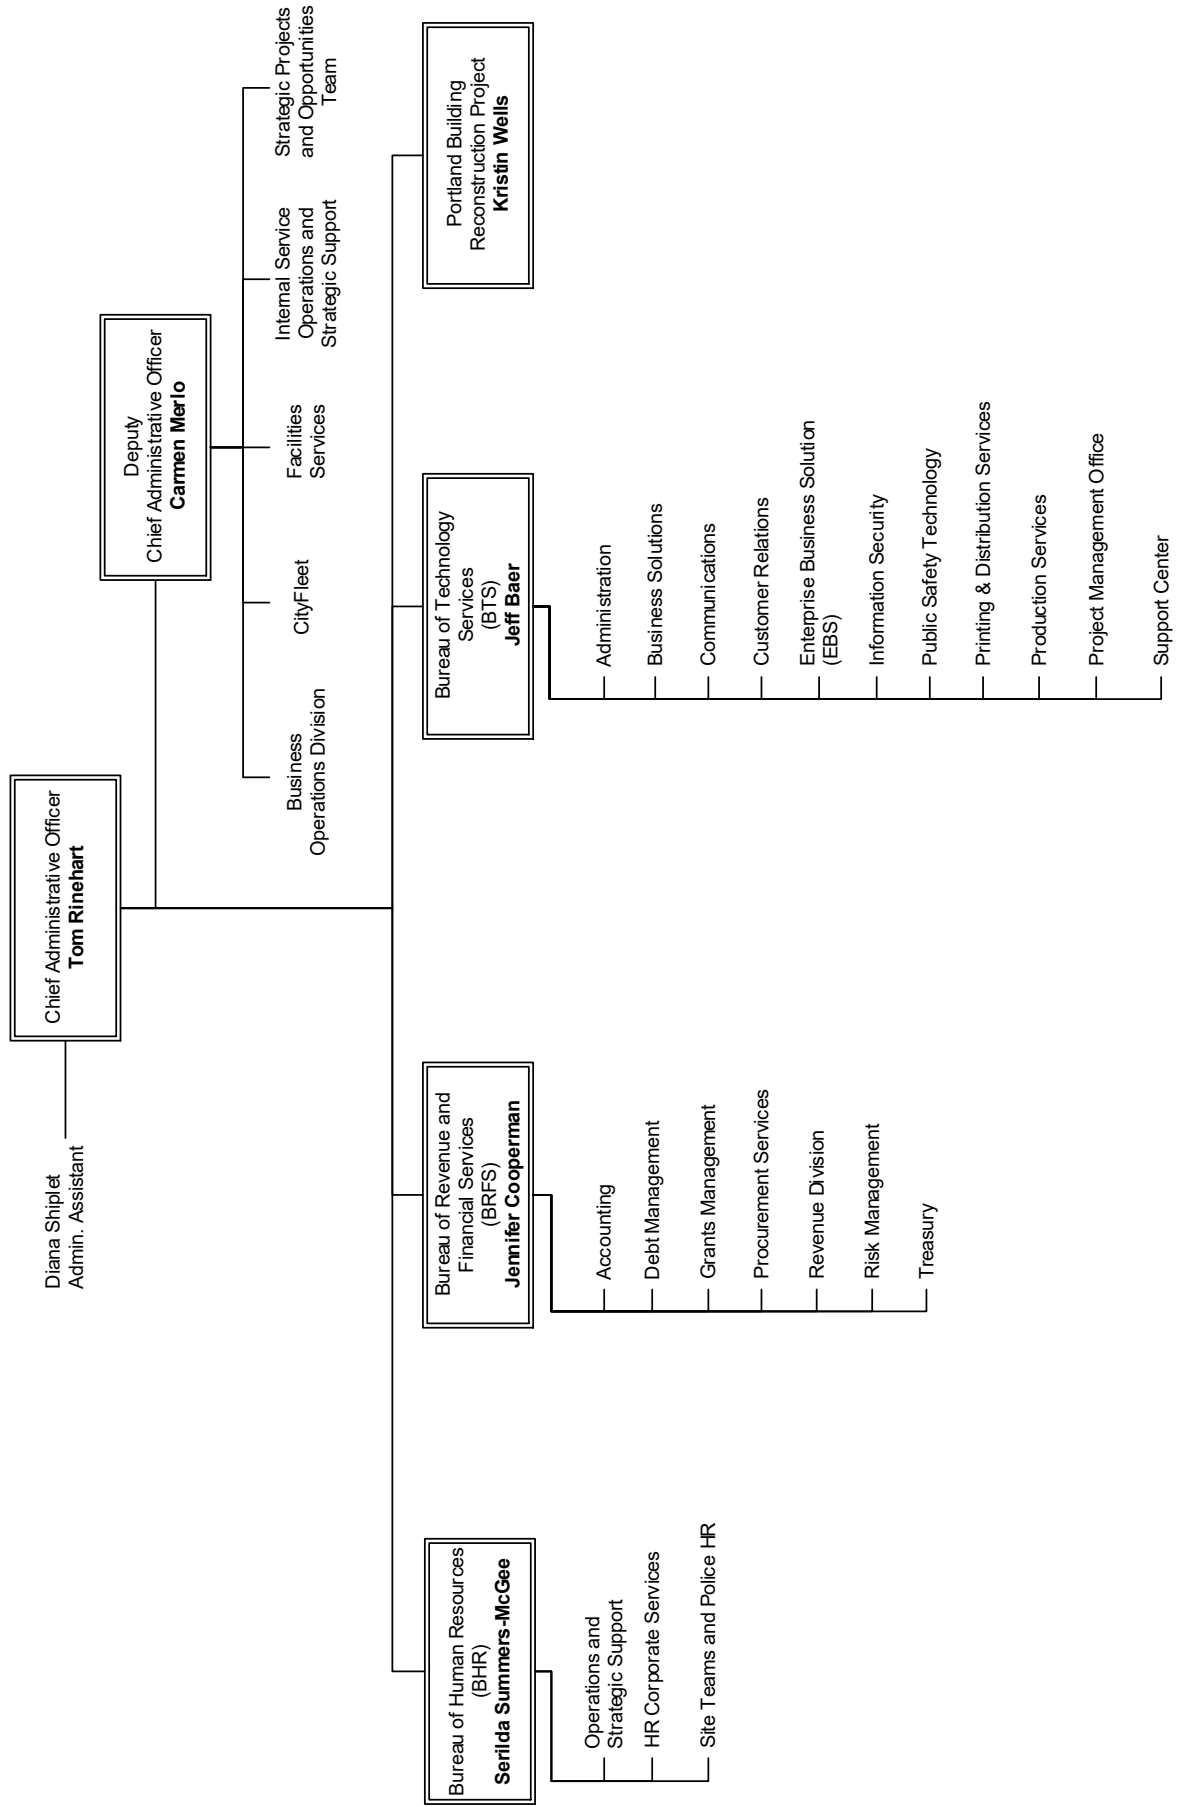 Chief Administrative Officer
Tom Rinehart
Diana Shiplet
Admin. Assistant
Deputy
Chief Administrative Officer
Carmen Merlo
Business
Operations Division
CityFleet
Facilities
Services
Internal Service
Operations and
Strategic Support
Strategic Projects
and Opportunities
Team
Bureau of Human Resources
(BHR)
Serilda Summers-McGee
Operations and
Strategic Support
HR Corporate Services
Site Teams and Police HR
Bureau of Revenue and
Financial Services
(BRFS)
Jennifer Cooperman
Accounting
Debt Management
Grants Management
Procurement Services
Revenue Division
Risk Management
Treasury
Bureau of Technology
Services
(BTS)
Jeff Baer
Administration
Business Solutions
Communications
Customer Relations
Enterprise Business Solution
(EBS)
Information Security
Public Safety Technology
Printing & Distribution Services
Production Services
Project Management Office
Support Center
Portland Building
Reconstruction Project
Kristin Wells